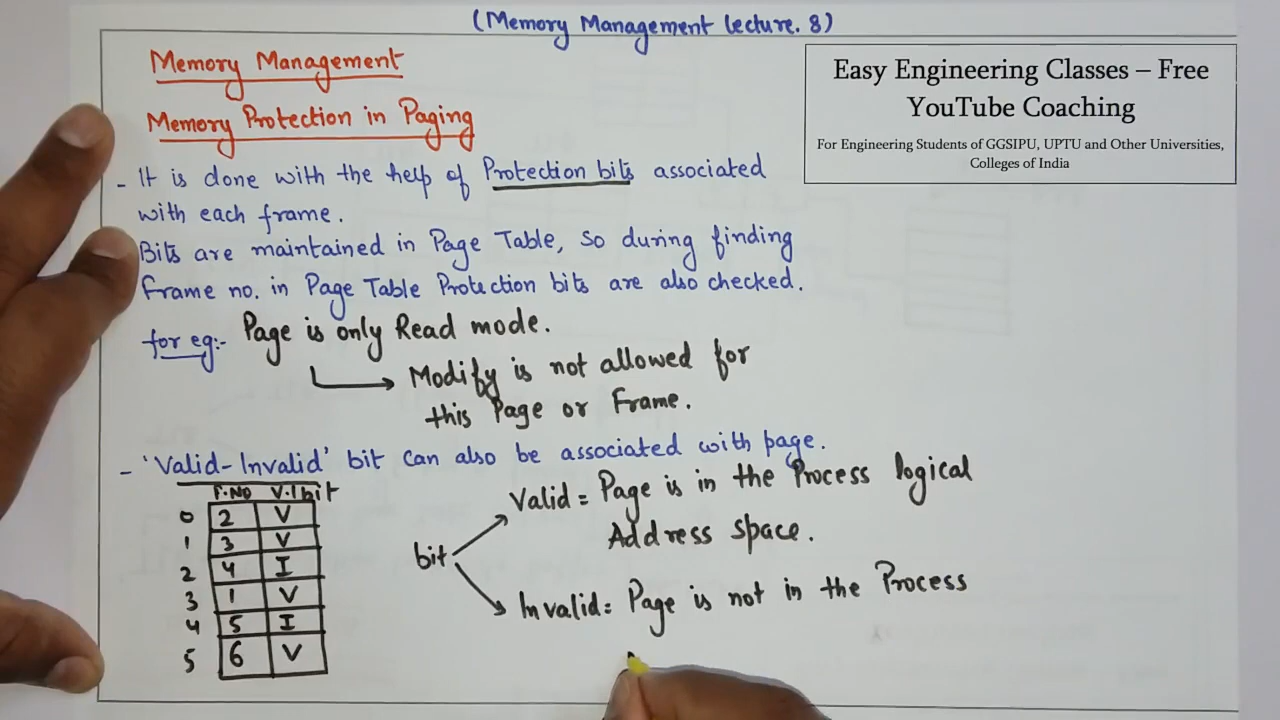 (Memory Management lecture. 8)
Memory Management
Memory Protection in Paging
Easy Engineering Classes – Free
YouTube Coaching
For Engineering Students of GGSIPU, UPTU and Other Universities,
Colleges of India
- It is done with the help of Protection bits associated
with each frame.
Bits are maintained in Page Table, so during finding
frame no. in Page Table Protection bits are also checked.
for eg:- Page is only Read mode.
Modify is not allowed for
this Page or Frame.
- 'Valid-Invalid' bit can also be associated with page.
F.NO V.I bit
0 2 V
1 3 V
2 4 I
3 1 V
4 5 I
5 6 V
bit
Valid = Page is in the Process logical
Address space.
Invalid = Page is not in the Process